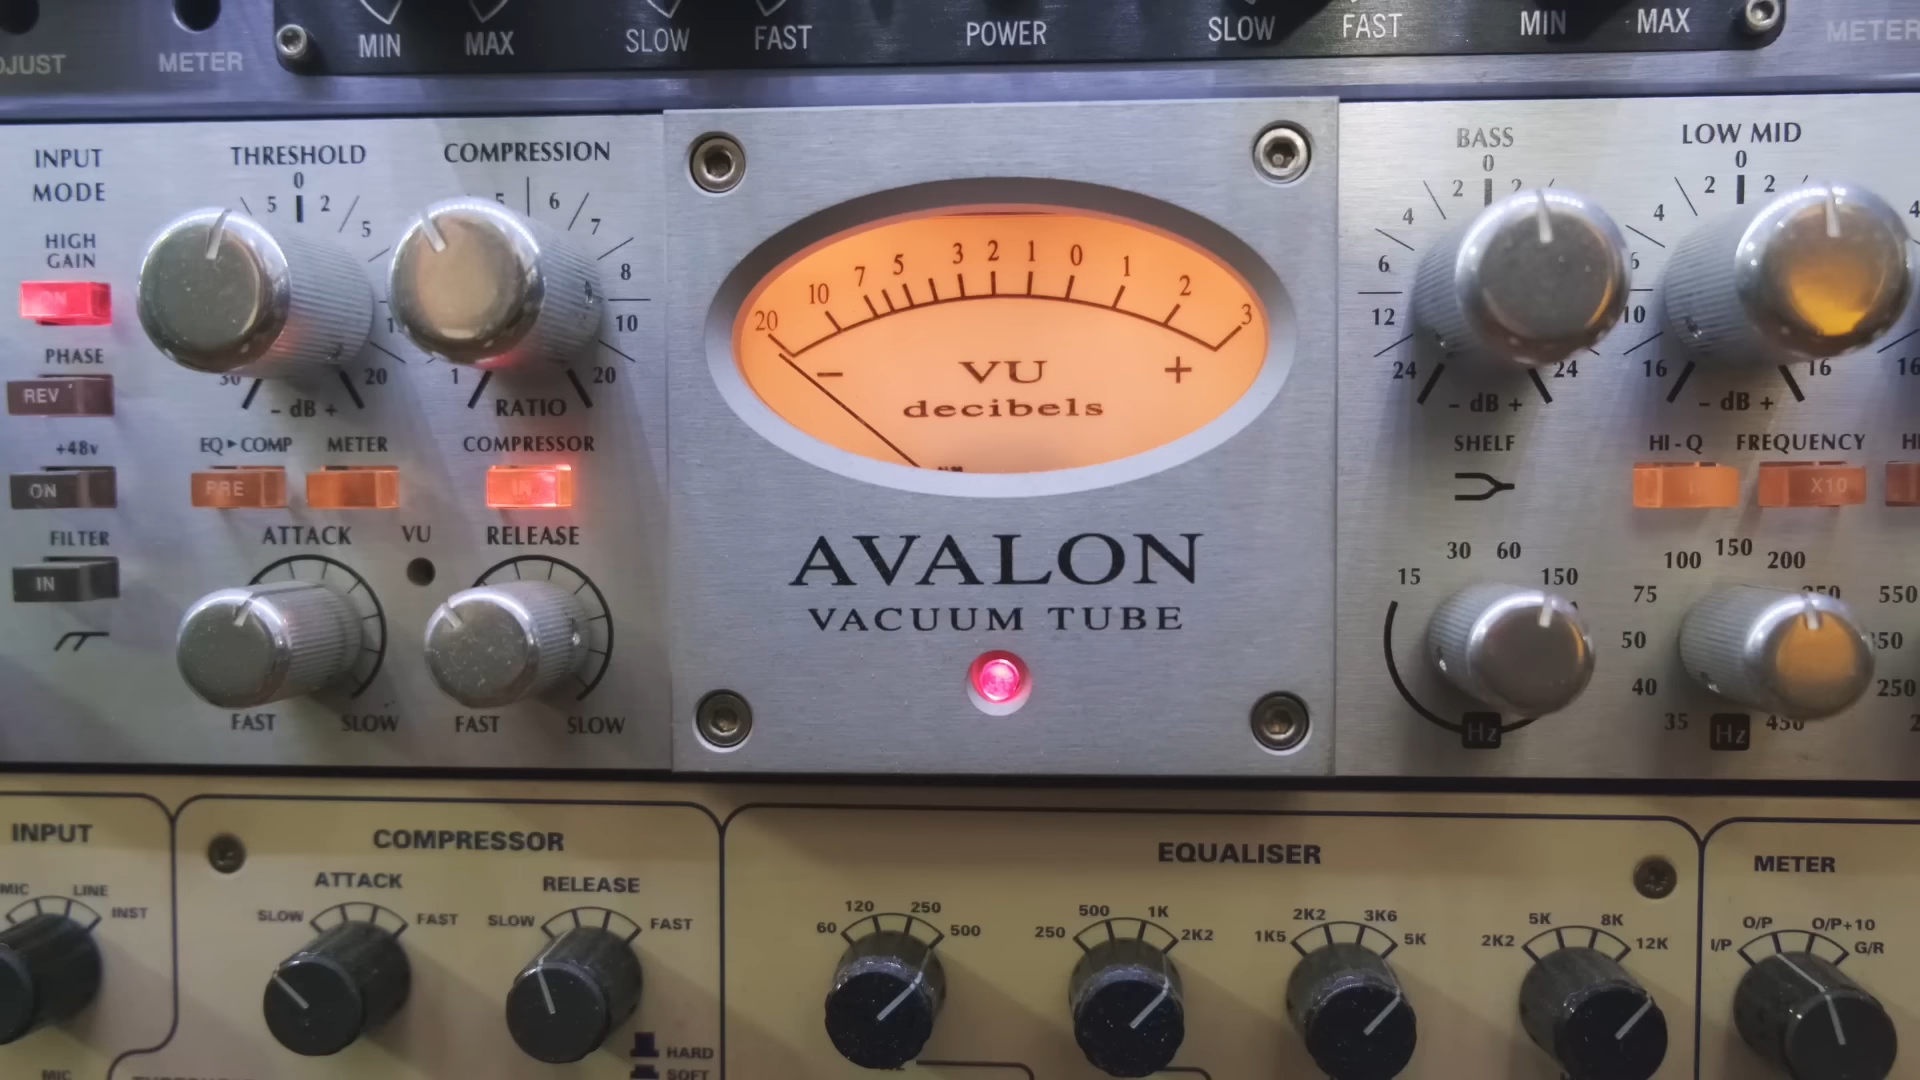 MIN MAX SLOW FAST POWER SLOW FAST MIN MAX
METER METER
INPUT
MODE
HIGH
GAIN
ON
PHASE
REV
+48v
ON
FILTER
IN
THRESHOLD
0
5 2
5
20
- dB +
COMPRESSION
5 6
7
8
10
1 20
RATIO
EQ▸COMP METER COMPRESSOR
PRE IN
ATTACK VU RELEASE
FAST SLOW FAST SLOW
20 10 7 5 3 2 1 0 1 2 3
- +
VU
decibels
AVALON
VACUUM TUBE
BASS
0
2 2
4
6
12
24 24
- dB +
SHELF
30 60
15 150
Hz
LOW MID
0
2 2
4
6
10
16 16
- dB +
HI-Q FREQUENCY
X10
100 150 200
75 250
50
40
35 450
Hz
550
250
INPUT
MIC LINE
INST
MIC
COMPRESSOR
ATTACK
SLOW FAST
RELEASE
SLOW FAST
HARD
SOFT
EQUALISER
120 250
60 500
500 1K
250 2K2
2K2 3K6
1K5 5K
5K 8K
2K2 12K
METER
O/P O/P+10
I/P G/R